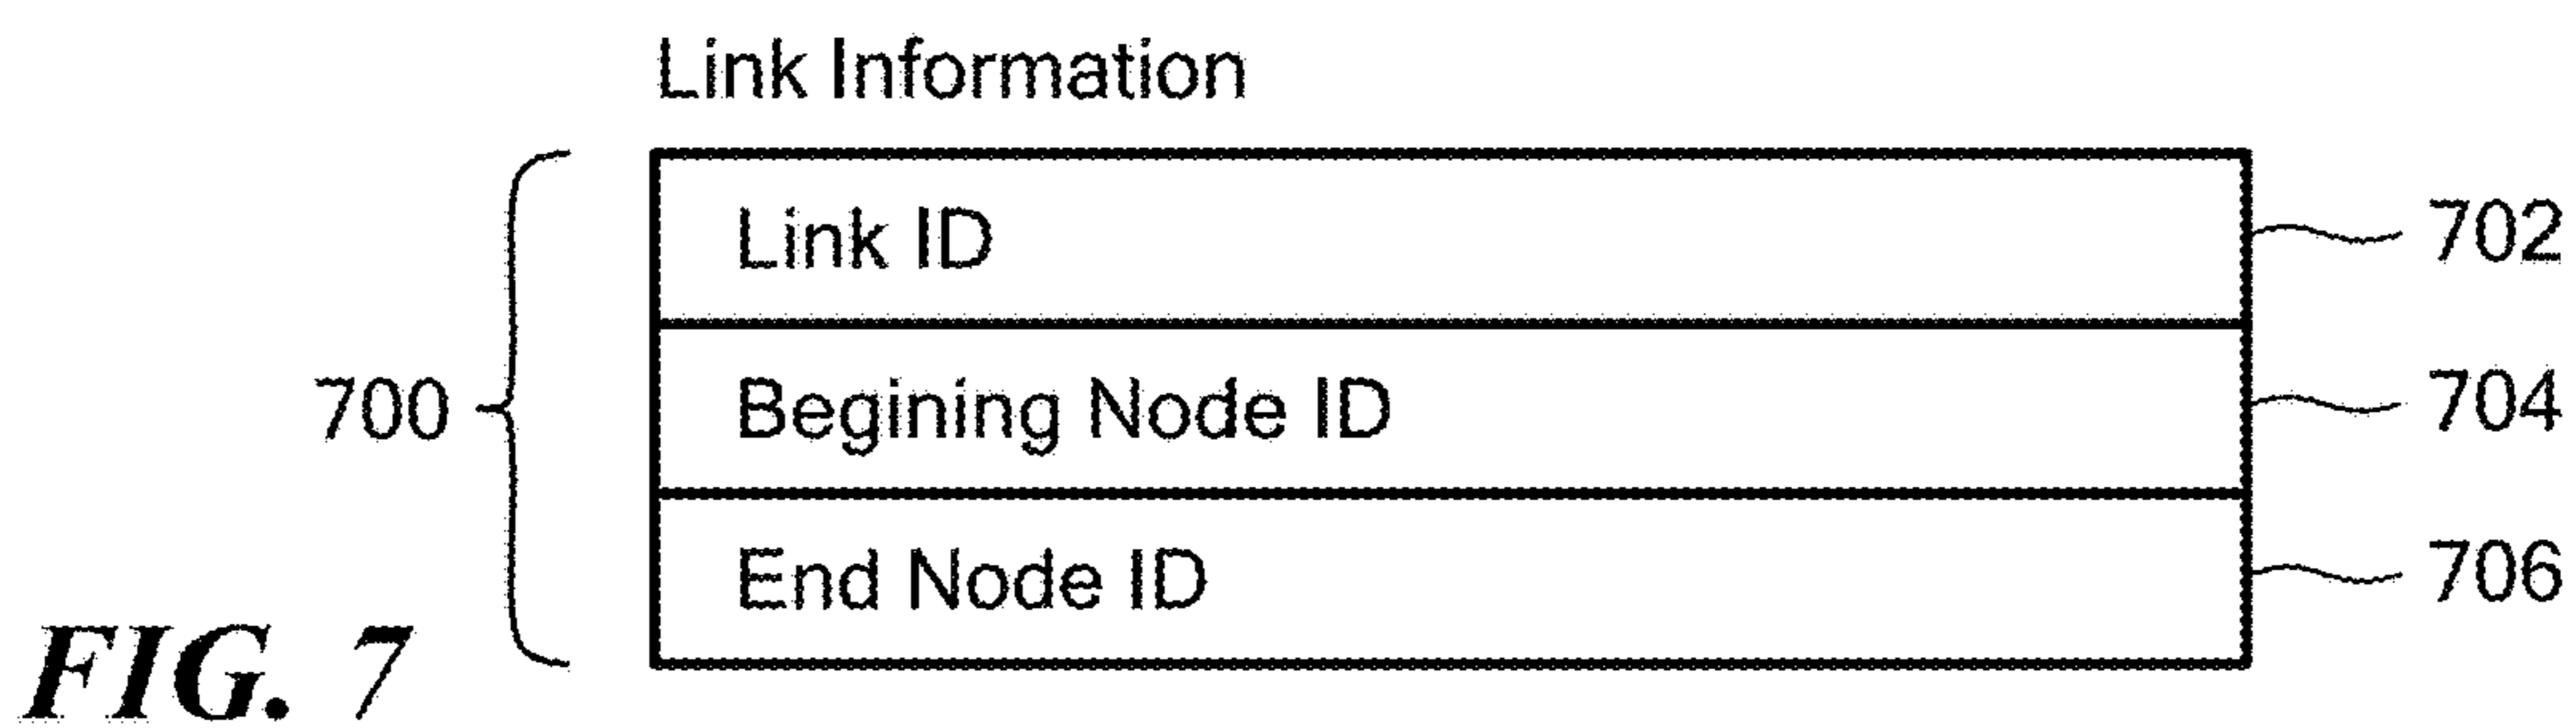 Link Information
Link ID
702
700
Begining Node ID
704
End Node ID
706
FIG. 7